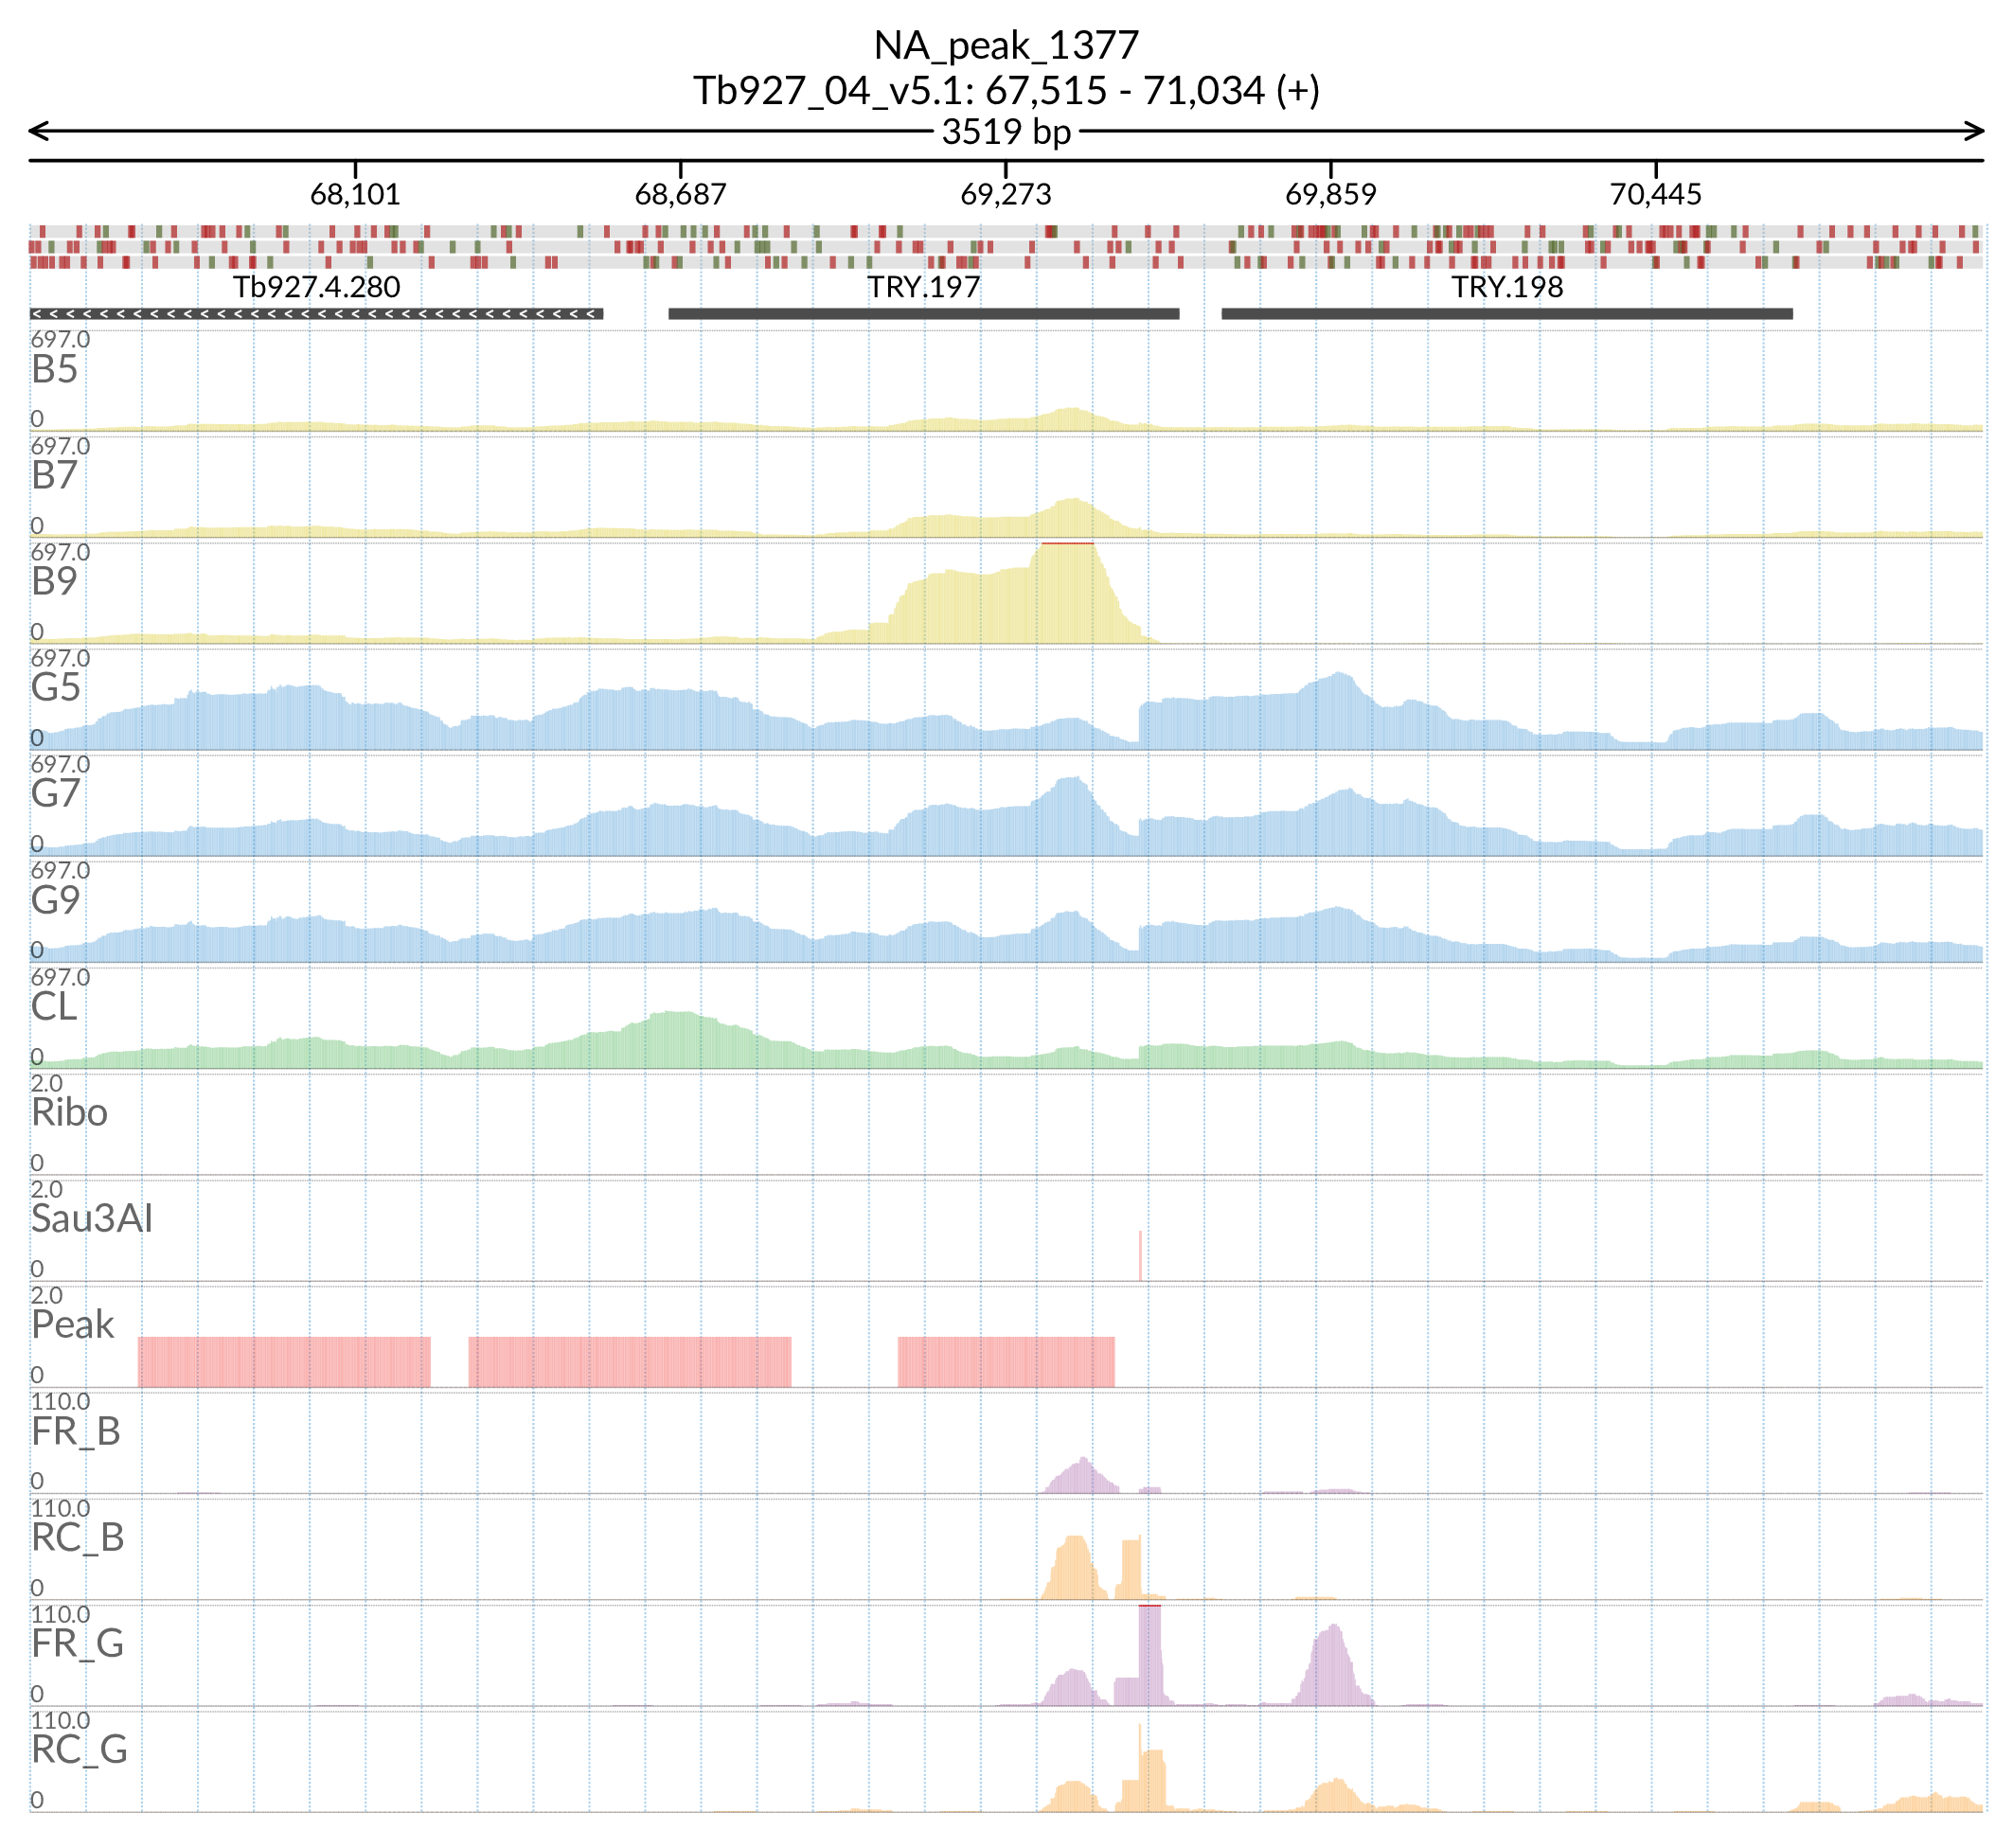 NA_peak_1377
Tb927_04_v5.1: 67,515 - 71,034 (+)
3519 bp
68,101 68,687 69,273 69,859 70,445
Tb927.4.280 TRY.197 TRY.198
697.0
B5
0
697.0
B7
0
697.0
B9
0
697.0
G5
0
697.0
G7
0
697.0
G9
0
697.0
CL
0
2.0
Ribo
0
2.0
Sau3AI
0
2.0
Peak
0
110.0
FR_B
0
110.0
RC_B
0
110.0
FR_G
0
110.0
RC_G
0